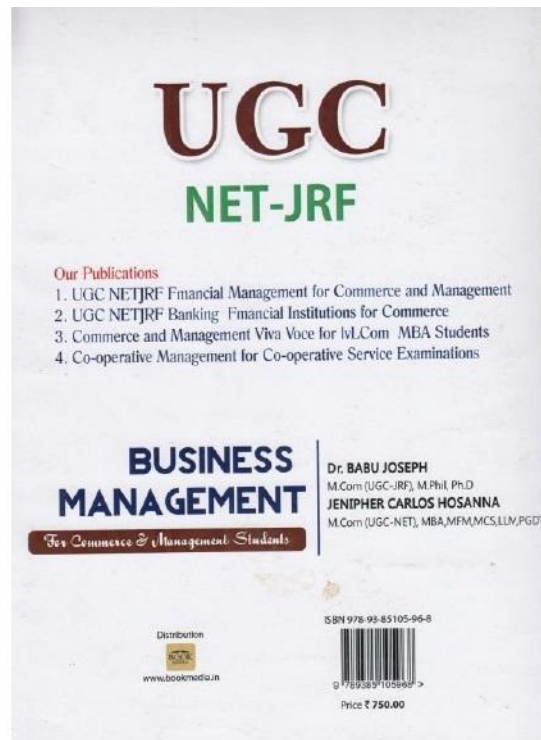 UGC
NET-JRF
Our Publications
1. UGC NETJRF Fmancial Management for Commerce and Management
2. UGC NETJRF Banking Fmancial Institutions for Commerce
3. Commerce and Management Viva Voce for lvl.Com MBA Students
4. Co-operative Management for Co-operative Service Examinations
BUSINESS
MANAGEMENT
For Commerce & Management Students
Dr. BABU JOSEPH
M.Com (UGC-JRF), M.Phil, Ph.D
JENIPHER CARLOS HOSANNA
M.Com (UGC-NET), MBA,MFM,MCS,LLM,PGD
Distribution
BOOK
www.bookmedia.in
ISBN 978-93-85105-96-8
9 789385 105968 >
Price ₹ 750.00